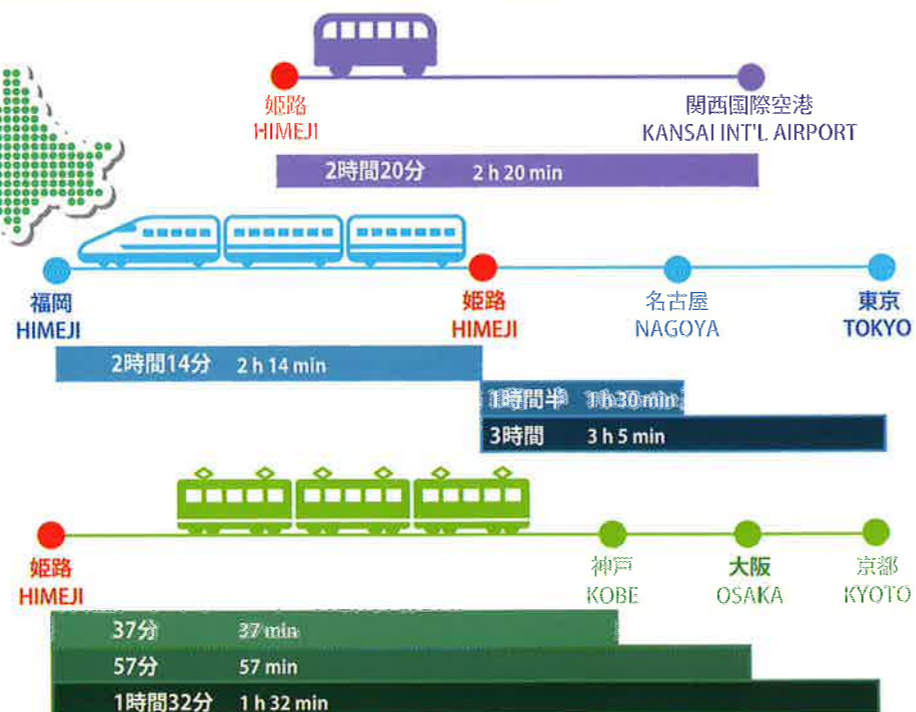 姫路
HIMEJI
関西国際空港
KANSAI INT'L AIRPORT
2時間20分 2 h 20 min
福岡
HIMEJI
姫路
HIMEJI
名古屋
NAGOYA
東京
TOKYO
2時間14分 2 h 14 min
1時間半 1 h 30 min
3時間 3 h 5 min
姫路
HIMEJI
神戸
KOBE
大阪
OSAKA
京都
KYOTO
37分 37 min
57分 57 min
1時間32分 1 h 32 min